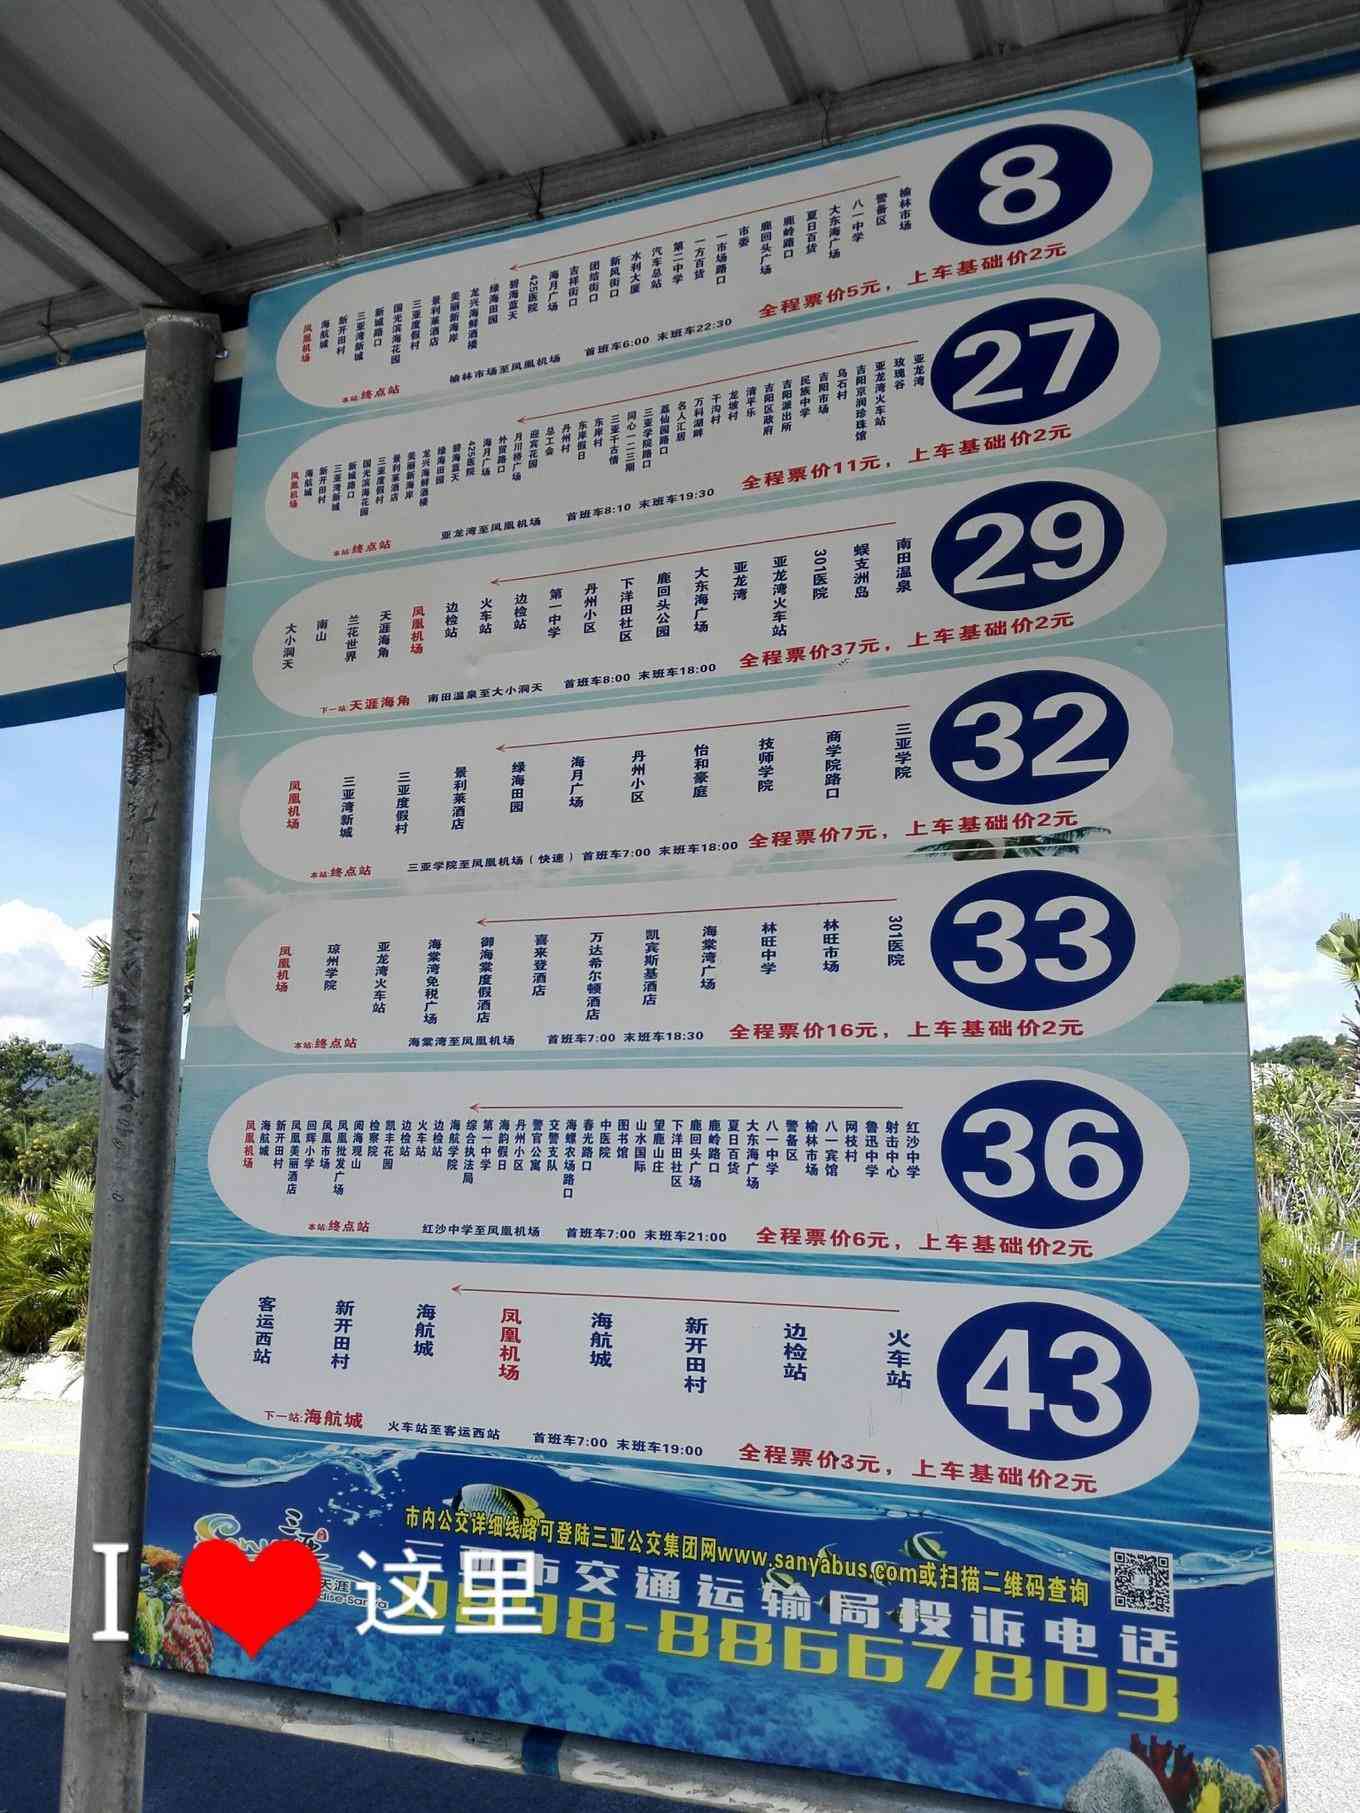 8
榆林市场
警备区
八一中学
大东海广场
夏日百货
鹿岭路口
鹿回头广场
市委
一市场路口
一方百货
第二中学
汽车总站
水利大厦
新风街口
团结街口
吉祥街口
海月广场
425医院
碧海蓝天
绿海田园
龙兴海鲜酒楼
美丽新海岸
景利莱酒店
三亚度假村
国光滨海花园
新城路口
三亚湾新城
新开田村
海航城
凤凰机场
全程票价5元，上车基础价2元
本站:终点站 榆林市场至凤凰机场 首班车6:00 末班车22:30
27
亚龙湾
玫瑰谷
亚龙湾火车站
吉阳京润珍珠馆
乌石村
吉阳市场
民族中学
吉阳派出所
吉阳区政府
清平乐
龙坡村
干沟村
万科湖畔
名人汇居
荔仙园路口
三亚学院路口
同心一二三期
三亚千古情
东岸村
东岸假日
丹州村
总工会
迎宾花园
月川桥广场
外贸路口
海月广场
425医院
碧海蓝天
绿海田园
龙兴海鲜酒楼
美丽新海岸
景利莱酒店
三亚度假村
国光滨海花园
新城路口
三亚湾新城
新开田村
海航城
凤凰机场
全程票价11元，上车基础价2元
本站:终点站 亚龙湾至凤凰机场 首班车8:10 末班车19:30
29
南田温泉
蜈支洲岛
301医院
亚龙湾火车站
亚龙湾
大东海广场
鹿回头公园
下洋田社区
丹州小区
第一中学
边检站
火车站
边检站
凤凰机场
天涯海角
兰花世界
南山
大小洞天
全程票价37元，上车基础价2元
下一站:天涯海角 南田温泉至大小洞天 首班车8:00 末班车18:00
32
三亚学院
商学院路口
技师学院
怡和豪庭
丹州小区
海月广场
绿海田园
景利莱酒店
三亚度假村
三亚湾新城
凤凰机场
全程票价7元，上车基础价2元
本站:终点站 三亚学院至凤凰机场（快速） 首班车7:00 末班车18:00
33
301医院
林旺市场
林旺中学
海棠湾广场
凯宾斯基酒店
万达希尔顿酒店
喜来登酒店
御海棠度假酒店
海棠湾免税广场
亚龙湾火车站
琼州学院
凤凰机场
全程票价16元，上车基础价2元
本站:终点站 海棠湾至凤凰机场 首班车7:00 末班车18:30
36
红沙中学
射击中心
鲁迅中学
网枝村
八一宾馆
榆林市场
警备区
八一中学
大东海广场
夏日百货
鹿岭路口
鹿回头广场
下洋田社区
望鹿山庄
山水国际
图书馆
中医院
春光路口
海螺农场路口
交警支队
警官公寓
丹州小区
海韵假日
第一中学
综合执法局
海航学院
边检站
火车站
边检站
凯丰花园
检察院
阅海观山
凤凰批发广场
凤凰市场
回辉小学
凤凰美丽酒店
新开田村
海航城
凤凰机场
全程票价6元，上车基础价2元
本站:终点站 红沙中学至凤凰机场 首班车7:00 末班车21:00
43
火车站
边检站
新开田村
海航城
凤凰机场
海航城
新开田村
客运西站
全程票价3元，上车基础价2元
下一站:海航城 火车站至客运西站 首班车7:00 末班车19:00
市内公交详细线路可登陆三亚公交集团网www.sanyabus.com或扫描二维码查询
三亚市交通运输局投诉电话
0898-88667803
I ❤ 这里